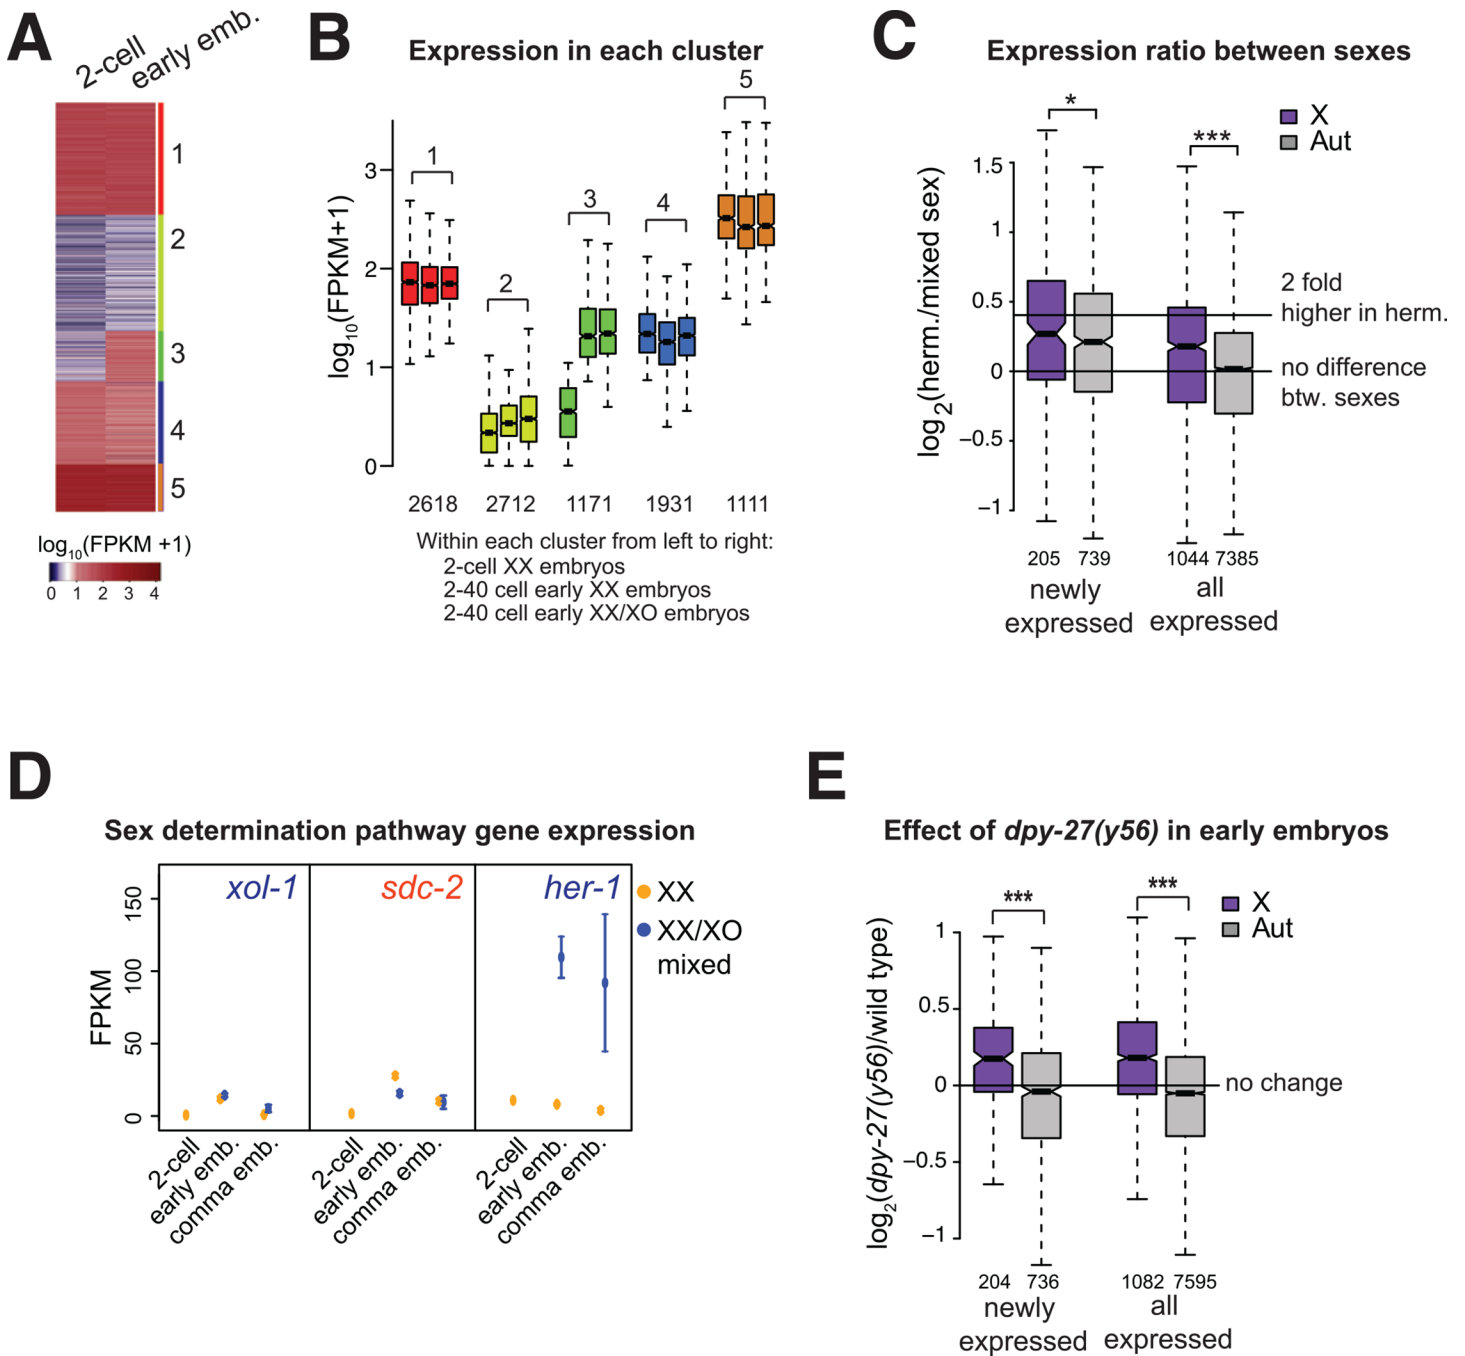 A
2-cell
early emb.
1
2
3
4
5
log10(FPKM +1)
0 1 2 3 4
B
Expression in each cluster
log10(FPKM+1)
3
2
1
0
1
2
3
4
5
2618 2712 1171 1931 1111
Within each cluster from left to right:
2-cell XX embryos
2-40 cell early XX embryos
2-40 cell early XX/XO embryos
C
Expression ratio between sexes
X
Aut
log2(herm./mixed sex)
1.5
1
0.5
0
−0.5
−1
*
***
2 fold
higher in herm.
no difference
btw. sexes
205 739 1044 7385
newly
expressed
all
expressed
D
Sex determination pathway gene expression
xol-1 sdc-2 her-1
XX
XX/XO
mixed
FPKM
150
100
50
0
2-cell
early emb.
comma emb.
2-cell
early emb.
comma emb.
2-cell
early emb.
comma emb.
E
Effect of dpy-27(y56) in early embryos
X
Aut
log2(dpy-27(y56)/wild type)
1
0.5
0
−0.5
−1
***
***
no change
204 736 1082 7595
newly
expressed
all
expressed